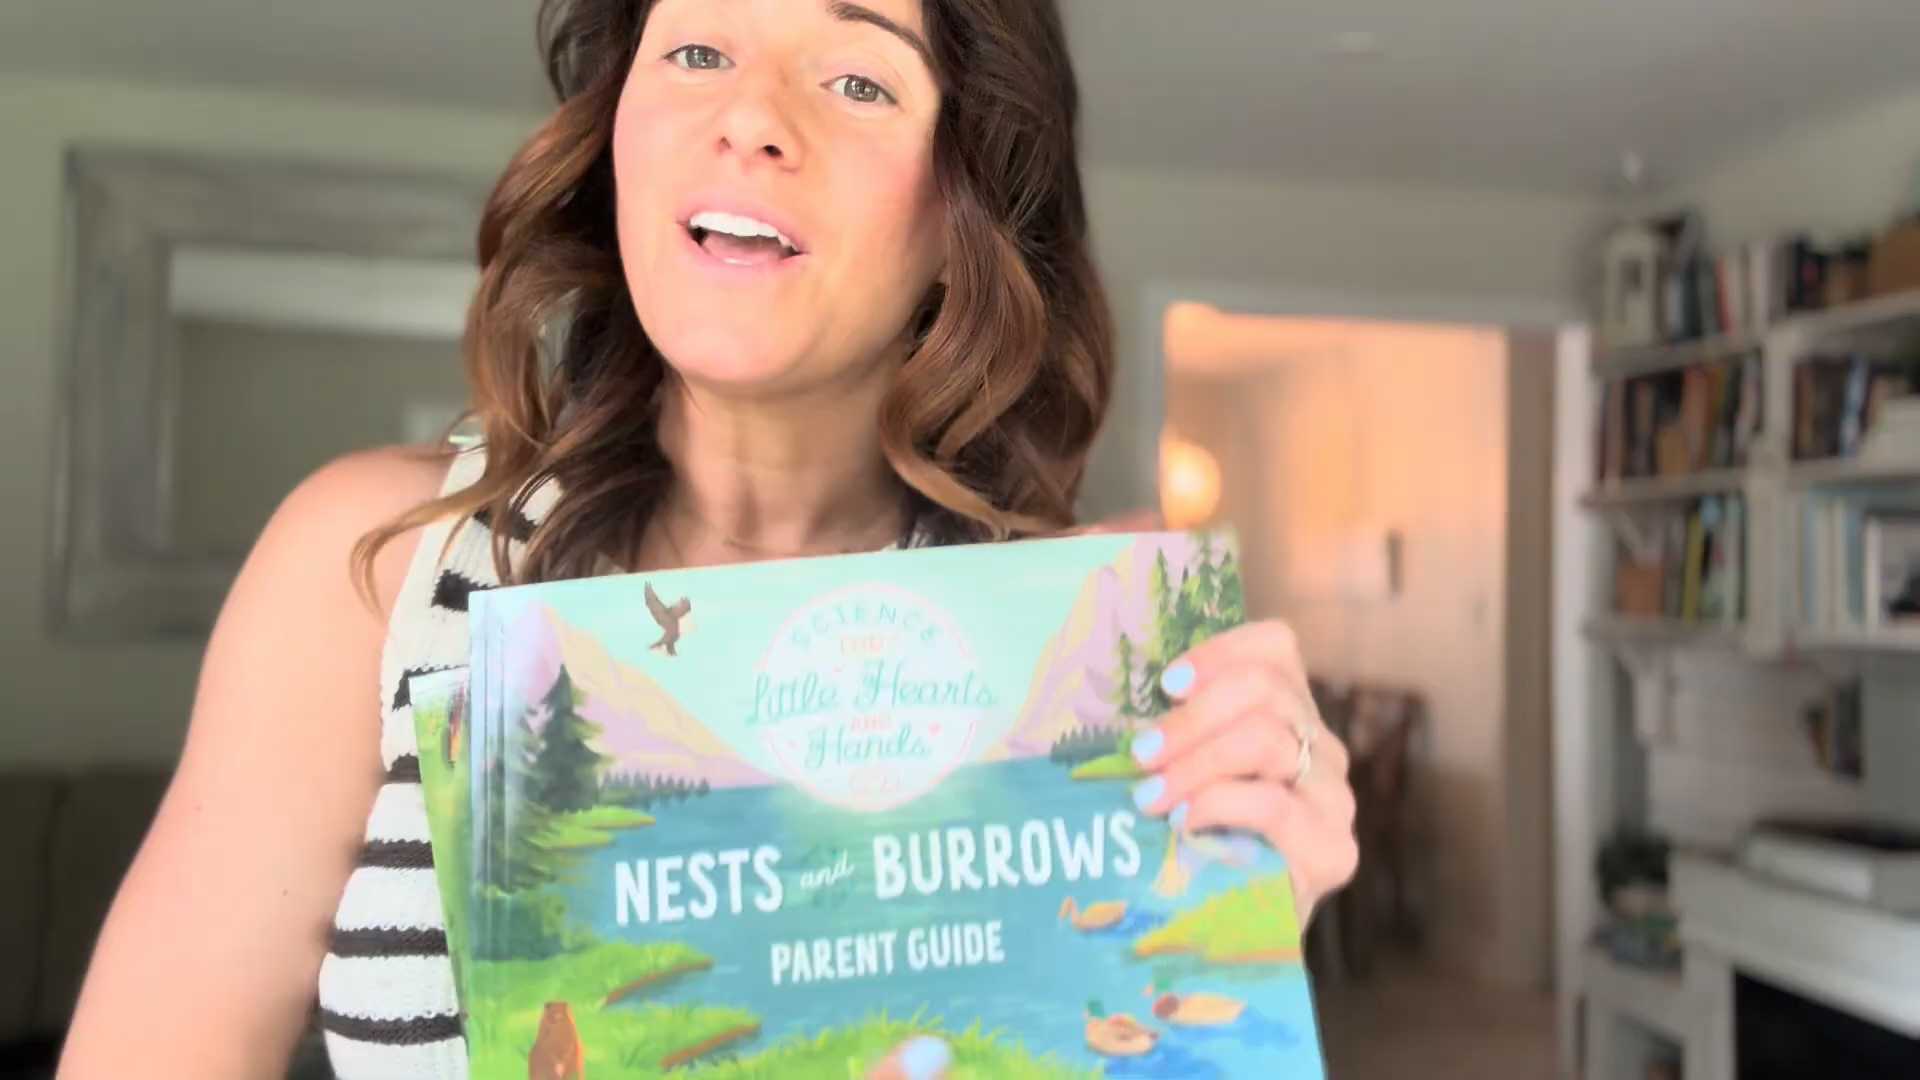 SCIENCE
FOR
Little Hearts
AND
Hands
NESTS and BURROWS
PARENT GUIDE